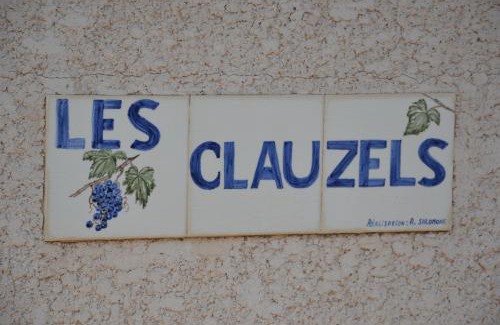 LES
CLAUZELS
RÉALISATION: A.